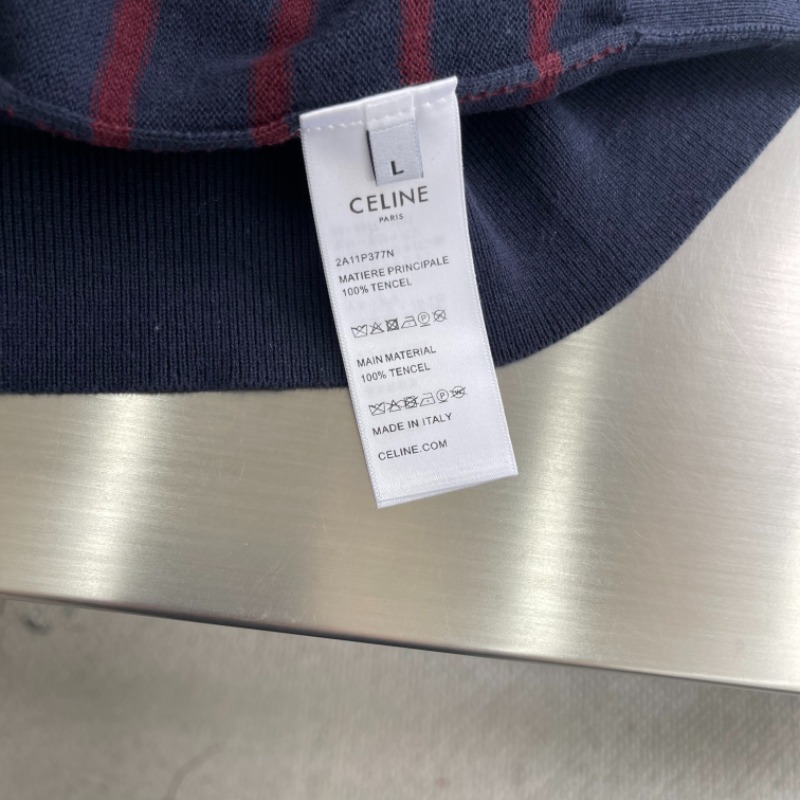 L
CELINE
PARIS
2A11P377N
MATIERE PRINCIPALE
100% TENCEL
MAIN MATERIAL
100% TENCEL
MADE IN ITALY
CELINE.COM